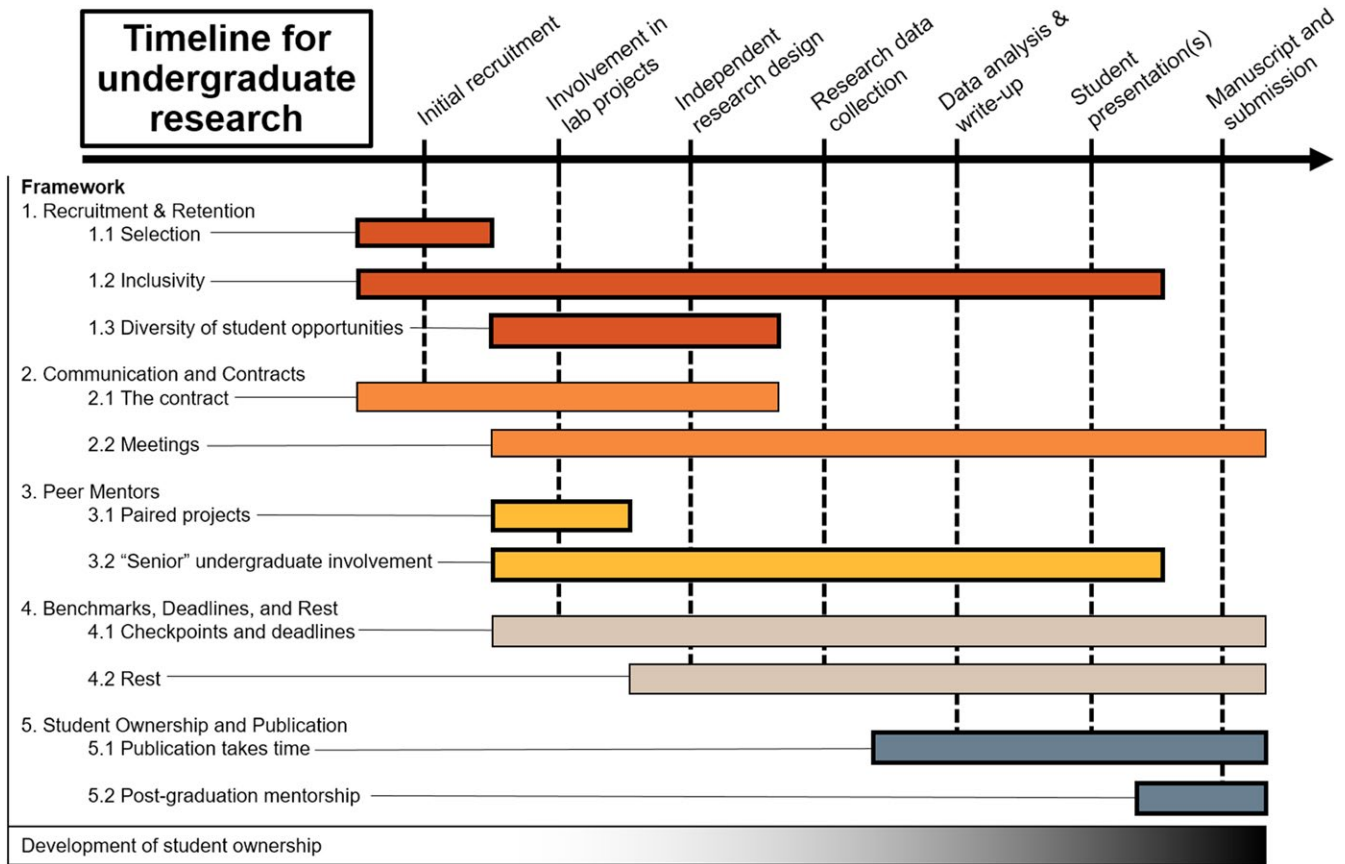 Timeline for
undergraduate
research
Initial recruitment
Involvement in
lab projects
Independent
research design
Research data
collection
Data analysis &
write-up
Student
presentation(s)
Manuscript and
submission
Framework
1. Recruitment & Retention
1.1 Selection
1.2 Inclusivity
1.3 Diversity of student opportunities
2. Communication and Contracts
2.1 The contract
2.2 Meetings
3. Peer Mentors
3.1 Paired projects
3.2 “Senior” undergraduate involvement
4. Benchmarks, Deadlines, and Rest
4.1 Checkpoints and deadlines
4.2 Rest
5. Student Ownership and Publication
5.1 Publication takes time
5.2 Post-graduation mentorship
Development of student ownership